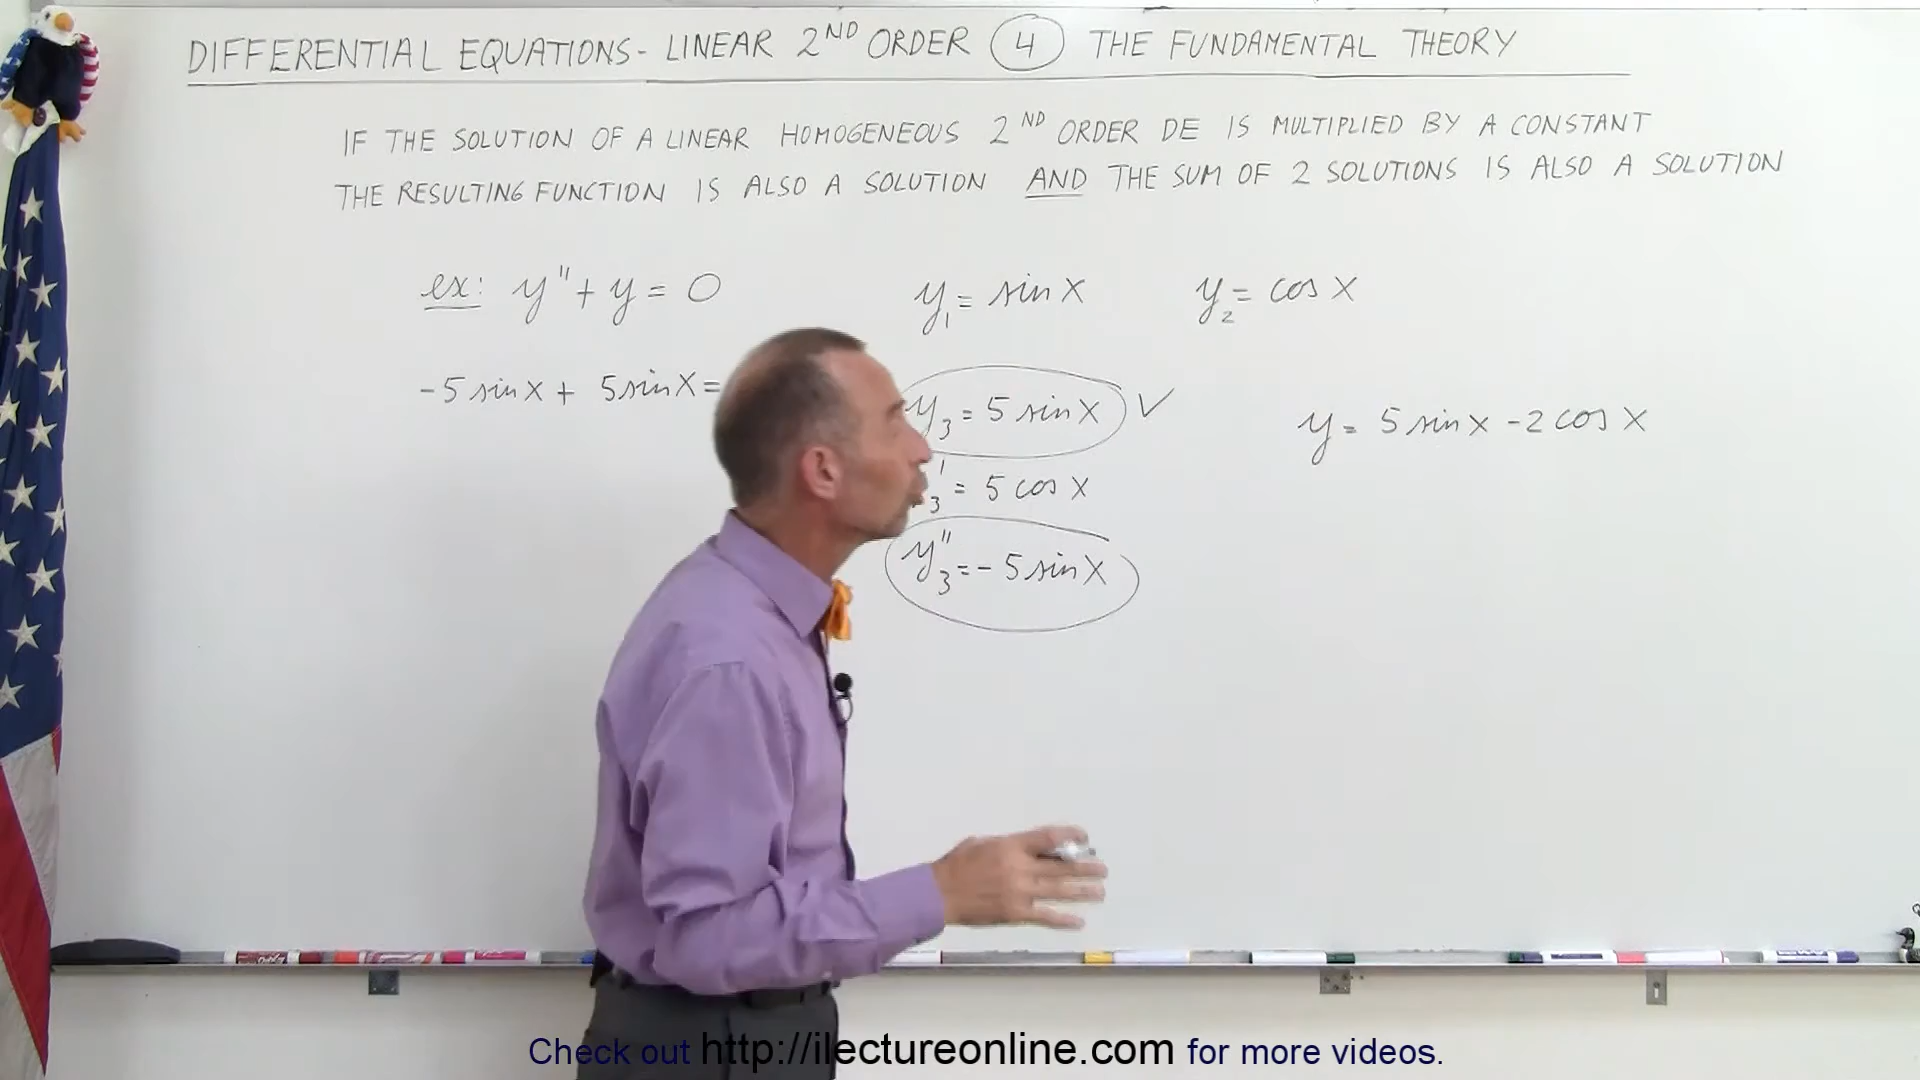 DIFFERENTIAL EQUATIONS - LINEAR 2ND ORDER 4 THE FUNDAMENTAL THEORY
IF THE SOLUTION OF A LINEAR HOMOGENEOUS 2ND ORDER DE IS MULTIPLIED BY A CONSTANT
THE RESULTING FUNCTION IS ALSO A SOLUTION AND THE SUM OF 2 SOLUTIONS IS ALSO A SOLUTION
ex: y" + y = 0 y₁ = sin x y₂ = cos x
-5 sin x + 5 sin x = y₃ = 5 sin x ✓ y = 5 sin x - 2 cos x
₃' = 5 cos x
y₃" = -5 sin x
Check out http://ilectureonline.com for more videos.